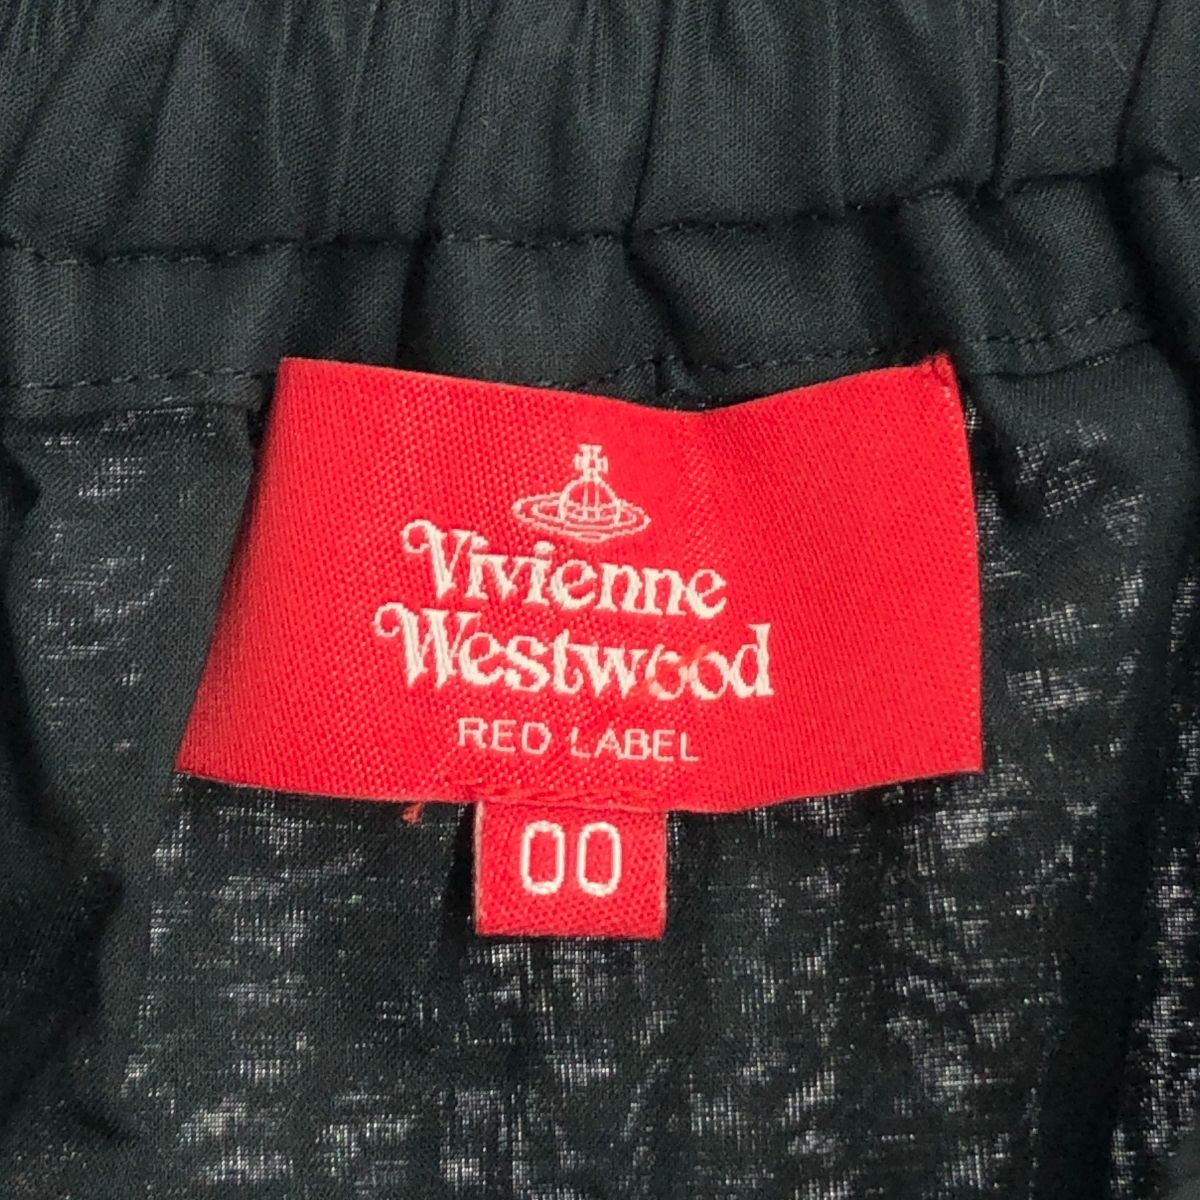 Vivienne
Westwood
RED LABEL
00